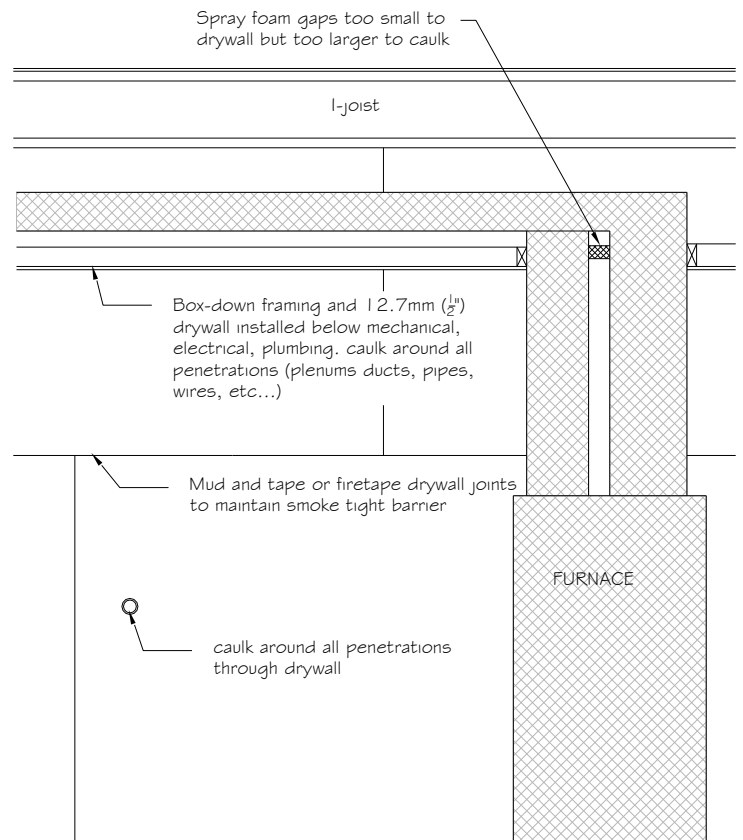 Spray foam gaps too small to
drywall but too larger to caulk
I-joist
Box-down framing and 12.7mm (½")
drywall installed below mechanical,
electrical, plumbing. caulk around all
penetrations (plenums ducts, pipes,
wires, etc...)
Mud and tape or firetape drywall joints
to maintain smoke tight barrier
FURNACE
caulk around all penetrations
through drywall